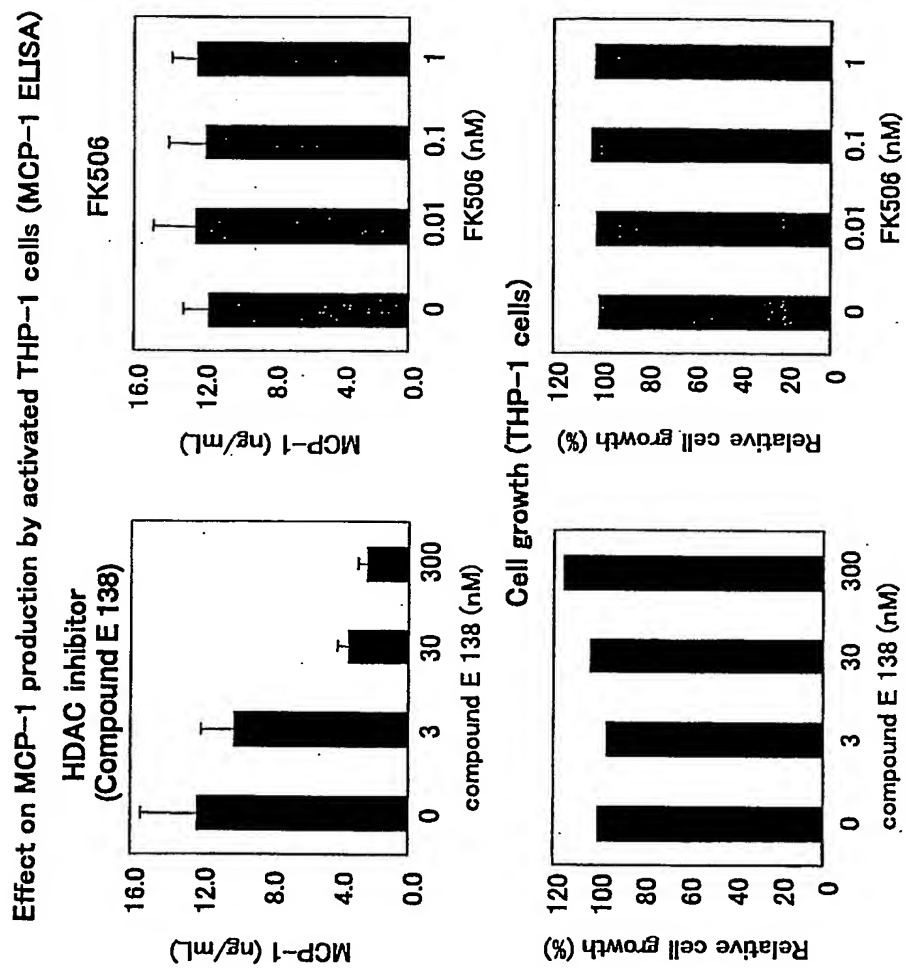 Effect on MCP-1 production by activated THP-1 cells (MCP-1 ELISA)
HDAC inhibitor
(Compound E 138)
MCP-1 (ng/mL)
16.0
12.0
8.0
4.0
0.0
0 3 30 300
compound E 138 (nM)
FK506
MCP-1 (ng/mL)
16.0
12.0
8.0
4.0
0.0
0 0.01 0.1 1
FK506 (nM)
Cell growth (THP-1 cells)
Relative cell growth (%)
120
100
80
60
40
20
0
0 3 30 300
compound E 138 (nM)
Relative cell growth (%)
120
100
80
60
40
20
0
0 0.01 0.1 1
FK506 (nM)